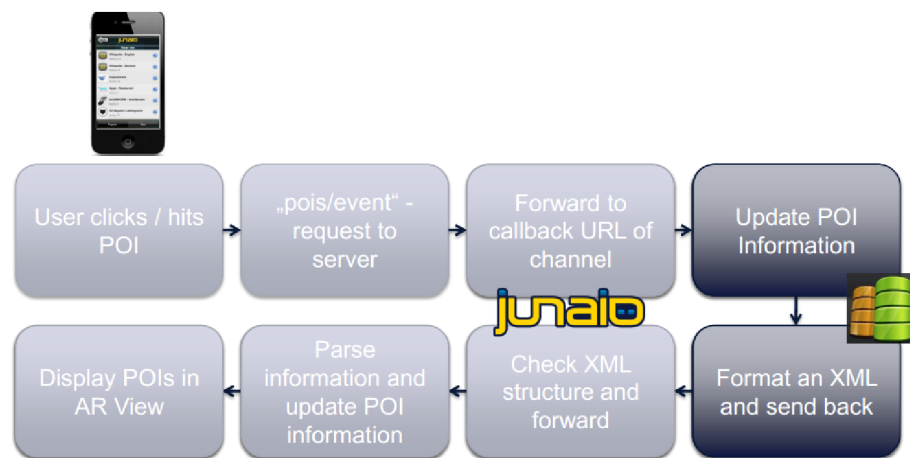 junaio
User clicks / hits
POI
„pois/event“ -
request to
server
Forward to
callback URL of
channel
Update POI
Information
junaio
Display POIs in
AR View
Parse
information and
update POI
information
Check XML
structure and
forward
Format an XML
and send back